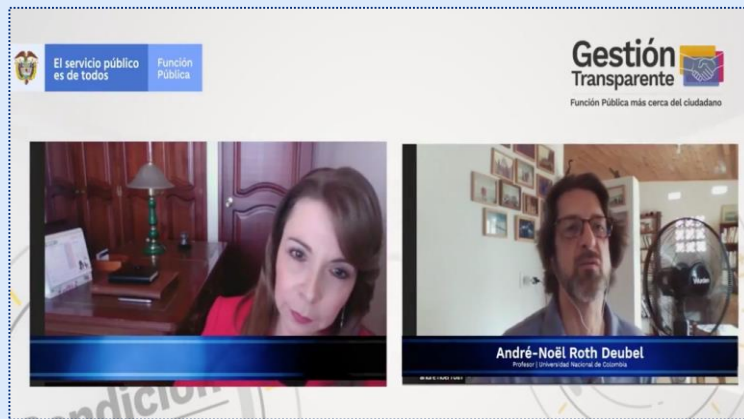 El servicio público
es de todos
Función
Pública
Gestión
Transparente
Función Pública más cerca del ciudadano
André-Noël Roth Deubel
Profesor | Universidad Nacional de Colombia
Condición